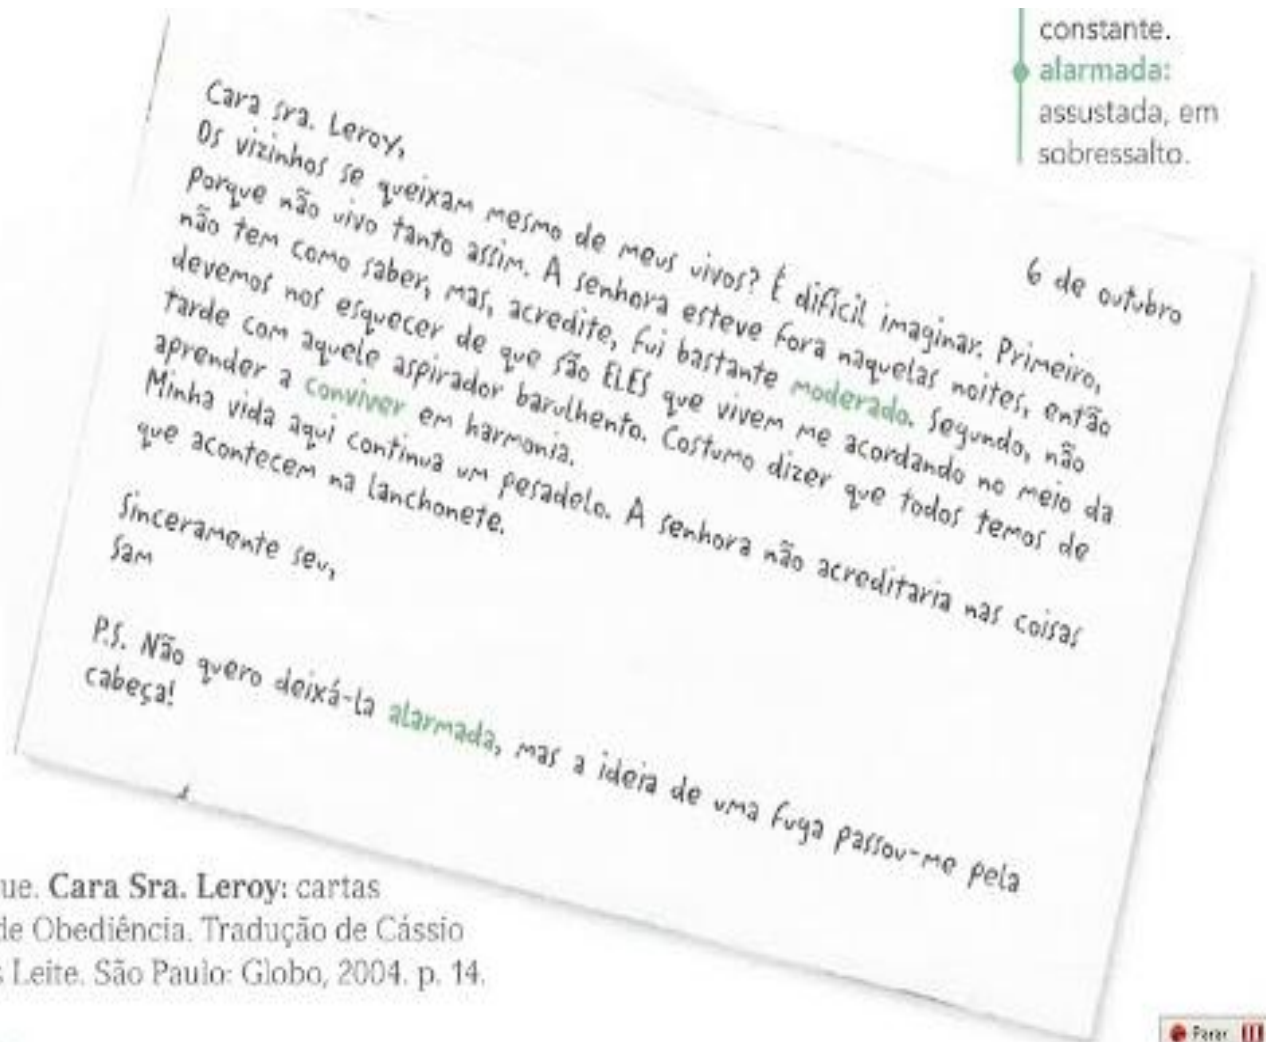 constante.
alarmada:
assustada, em
sobressalto.
6 de outubro
Cara sra. Leroy,
Os vizinhos se queixam mesmo de meus uivos? É difícil imaginar. Primeiro,
porque não uivo tanto assim. A senhora esteve fora naquelas noites, então
não tem como saber, mas, acredite, fui bastante moderado. Segundo, não
devemos nos esquecer de que são ELES que vivem me acordando no meio da
tarde com aquele aspirador barulhento. Costumo dizer que todos temos de
aprender a conviver em harmonia.
Minha vida aqui continua um pesadelo. A senhora não acreditaria nas coisas
que acontecem na lanchonete.
Sinceramente seu,
Sam
P.S. Não quero deixá-la alarmada, mas a ideia de uma fuga passou-me pela
cabeça!
ue. Cara Sra. Leroy: cartas
de Obediência. Tradução de Cássio
s Leite. São Paulo: Globo, 2004. p. 14.
Parar